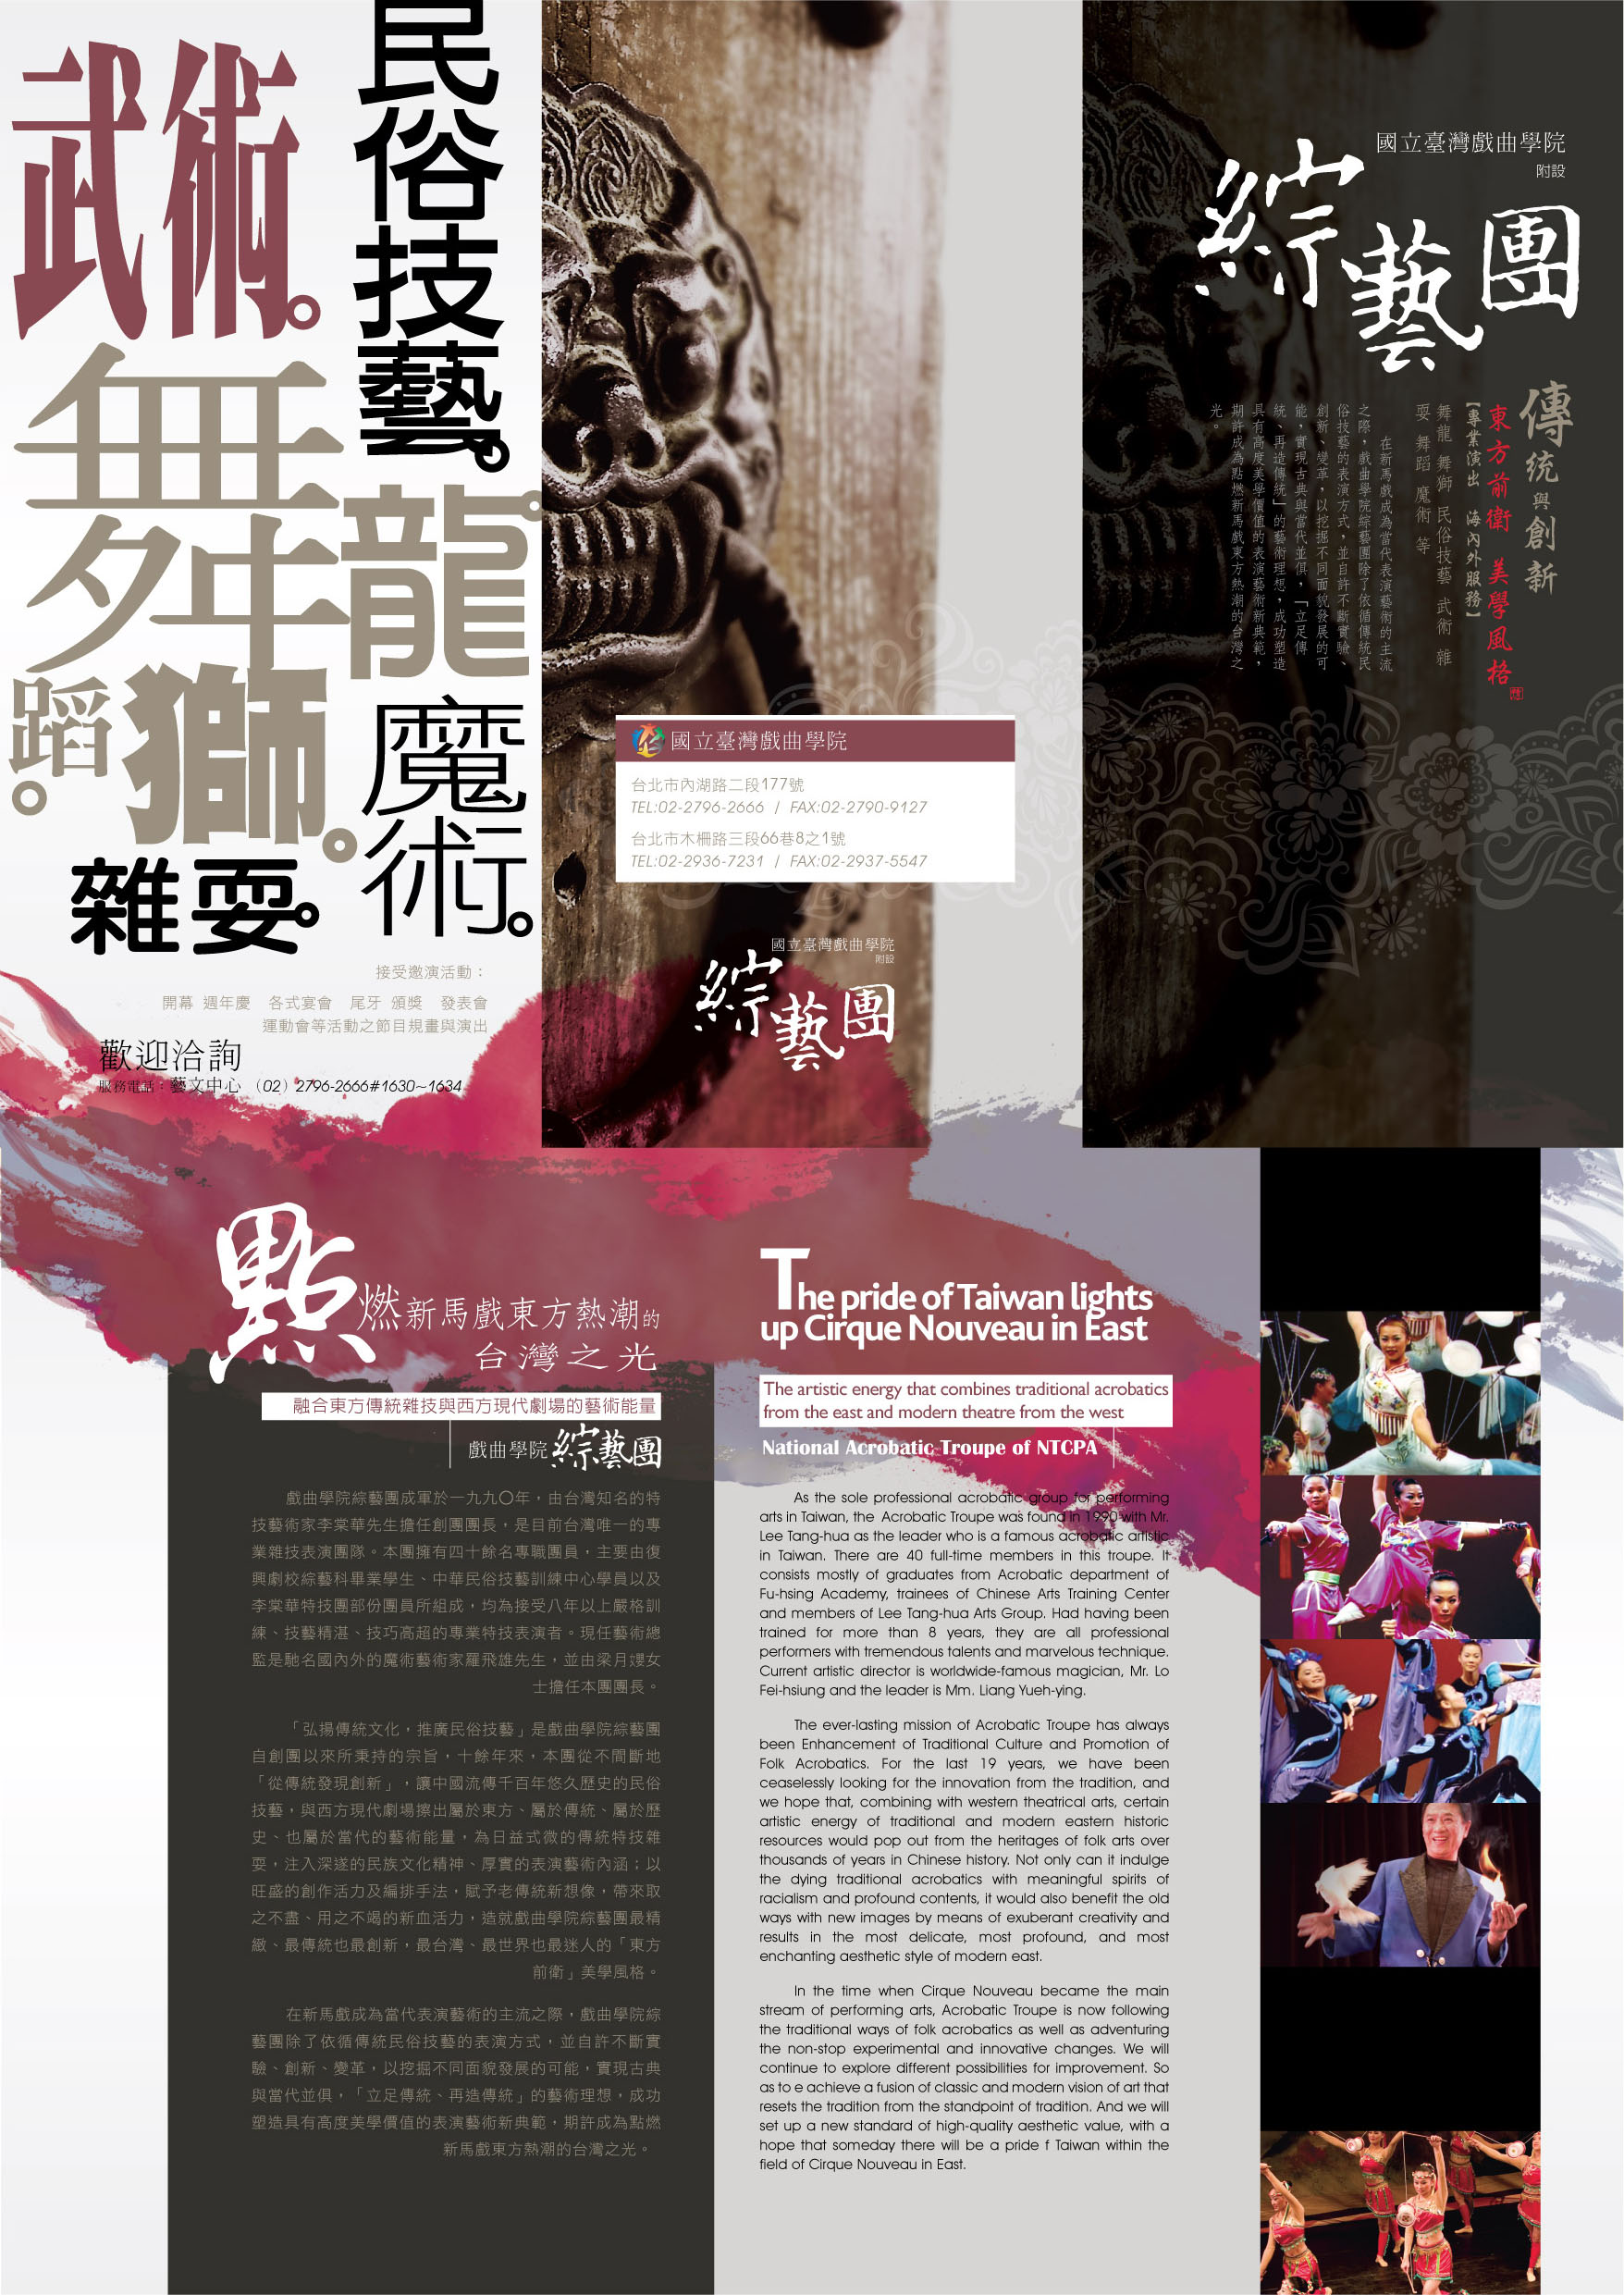 武術。
民俗技藝。
舞蹈。
龍。
獅。
魔術。
雜耍。
接受邀演活動：
開幕 週年慶 各式宴會 尾牙 頒獎 發表會
運動會等活動之節目規畫與演出
歡迎洽詢
服務電話：藝文中心 （02）2796-2666#1630~1634
國立臺灣戲曲學院
台北市內湖路二段177號
TEL:02-2796-2666 / FAX:02-2790-9127
台北市木柵路三段66巷8之1號
TEL:02-2936-7231 / FAX:02-2937-5547
國立臺灣戲曲學院
附設
綜藝團
國立臺灣戲曲學院
附設
綜藝團
傳統與創新
東方前衛 美學風格
【專業演出 海內外服務】
舞龍 舞獅 民俗技藝 武術 雜
耍 舞蹈 魔術 等
在新馬戲成為當代表演藝術的主流
之際，戲曲學院綜藝團除了依循傳統民
俗技藝的表演方式，並自許不斷實驗、
創新、變革，以挖掘不同面貌發展的可
能，實現古典與當代並俱，「立足傳
統、再造傳統」的藝術理想，成功塑造
具有高度美學價值的表演藝術新典範，
期許成為點燃新馬戲東方熱潮的台灣之
光。
點燃新馬戲東方熱潮的
台灣之光
融合東方傳統雜技與西方現代劇場的藝術能量
戲曲學院綜藝團
戲曲學院綜藝團成軍於一九九〇年，由台灣知名的特
技藝術家李棠華先生擔任創團團長，是目前台灣唯一的專
業雜技表演團隊。本團擁有四十餘名專職團員，主要由復
興劇校綜藝科畢業學生、中華民俗技藝訓練中心學員以及
李棠華特技團部份團員所組成，均為接受八年以上嚴格訓
練、技藝精湛、技巧高超的專業特技表演者。現任藝術總
監是馳名國內外的魔術藝術家羅飛雄先生，並由梁月孆女
士擔任本團團長。
「弘揚傳統文化，推廣民俗技藝」是戲曲學院綜藝團
自創團以來所秉持的宗旨，十餘年來，本團從不間斷地
「從傳統發現創新」，讓中國流傳千百年悠久歷史的民俗
技藝，與西方現代劇場擦出屬於東方、屬於傳統、屬於歷
史、也屬於當代的藝術能量，為日益式微的傳統特技雜
耍，注入深遂的民族文化精神、厚實的表演藝術內涵；以
旺盛的創作活力及編排手法，賦予老傳統新想像，帶來取
之不盡、用之不竭的新血活力，造就戲曲學院綜藝團最精
緻、最傳統也最創新，最台灣、最世界也最迷人的「東方
前衛」美學風格。
在新馬戲成為當代表演藝術的主流之際，戲曲學院綜
藝團除了依循傳統民俗技藝的表演方式，並自許不斷實
驗、創新、變革，以挖掘不同面貌發展的可能，實現古典
與當代並俱，「立足傳統、再造傳統」的藝術理想，成功
塑造具有高度美學價值的表演藝術新典範，期許成為點燃
新馬戲東方熱潮的台灣之光。
The pride of Taiwan lights
up Cirque Nouveau in East
The artistic energy that combines traditional acrobatics
from the east and modern theatre from the west
National Acrobatic Troupe of NTCPA
As the sole professional acrobatic group for performing
arts in Taiwan, the Acrobatic Troupe was found in 1990 with Mr.
Lee Tang-hua as the leader who is a famous acrobatic artistic
in Taiwan. There are 40 full-time members in this troupe. It
consists mostly of graduates from Acrobatic department of
Fu-hsing Academy, trainees of Chinese Arts Training Center
and members of Lee Tang-hua Arts Group. Had having been
trained for more than 8 years, they are all professional
performers with tremendous talents and marvelous technique.
Current artistic director is worldwide-famous magician, Mr. Lo
Fei-hsiung and the leader is Mm. Liang Yueh-ying.
The ever-lasting mission of Acrobatic Troupe has always
been Enhancement of Traditional Culture and Promotion of
Folk Acrobatics. For the last 19 years, we have been
ceaselessly looking for the innovation from the tradition, and
we hope that, combining with western theatrical arts, certain
artistic energy of traditional and modern eastern historic
resources would pop out from the heritages of folk arts over
thousands of years in Chinese history. Not only can it indulge
the dying traditional acrobatics with meaningful spirits of
racialism and profound contents, it would also benefit the old
ways with new images by means of exuberant creativity and
results in the most delicate, most profound, and most
enchanting aesthetic style of modern east.
In the time when Cirque Nouveau became the main
stream of performing arts, Acrobatic Troupe is now following
the traditional ways of folk acrobatics as well as adventuring
the non-stop experimental and innovative changes. We will
continue to explore different possibilities for improvement. So
as to e achieve a fusion of classic and modern vision of art that
resets the tradition from the standpoint of tradition. And we will
set up a new standard of high-quality aesthetic value, with a
hope that someday there will be a pride f Taiwan within the
field of Cirque Nouveau in East.